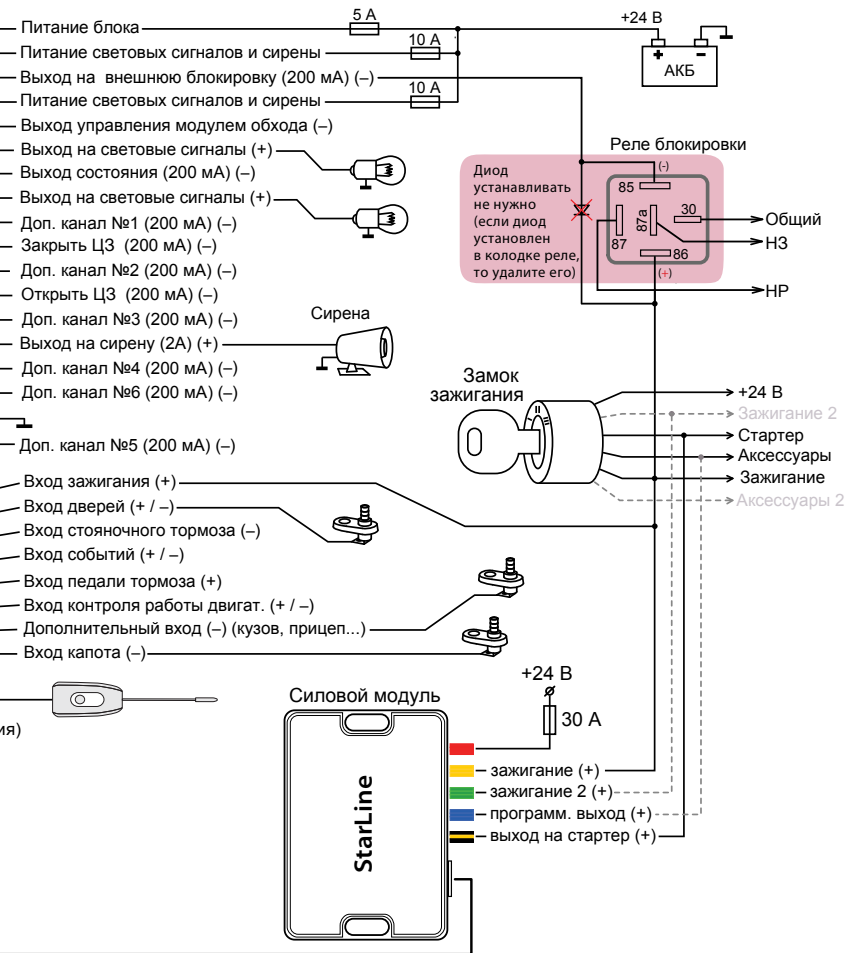 Питание блока
5 А
+24 В
Питание световых сигналов и сирены
10 А
+ –
АКБ
Выход на внешнюю блокировку (200 мА) (–)
Питание световых сигналов и сирены
10 А
Выход управления модулем обхода (–)
Выход на световые сигналы (+)
Выход состояния (200 мА) (–)
Выход на световые сигналы (+)
Доп. канал №1 (200 мА) (–)
Закрыть ЦЗ (200 мА) (–)
Доп. канал №2 (200 мА) (–)
Открыть ЦЗ (200 мА) (–)
Доп. канал №3 (200 мА) (–)
Выход на сирену (2А) (+)
Доп. канал №4 (200 мА) (–)
Доп. канал №6 (200 мА) (–)
Доп. канал №5 (200 мА) (–)
Реле блокировки
Диод
устанавливать
не нужно
(если диод
установлен
в колодке реле,
то удалите его)
(-)
85
87
87a
30
86
(+)
Общий
НЗ
НР
Сирена
Замок
зажигания
I
II
III
+24 В
Зажигание 2
Стартер
Аксессуары
Зажигание
Аксессуары 2
Вход зажигания (+)
Вход дверей (+ / –)
Вход стояночного тормоза (–)
Вход событий (+ / –)
Вход педали тормоза (+)
Вход контроля работы двигат. (+ / –)
Дополнительный вход (–) (кузов, прицеп...)
Вход капота (–)
ия)
Силовой модуль
StarLine
+24 В
30 А
зажигание (+)
зажигание 2 (+)
программ. выход (+)
выход на стартер (+)